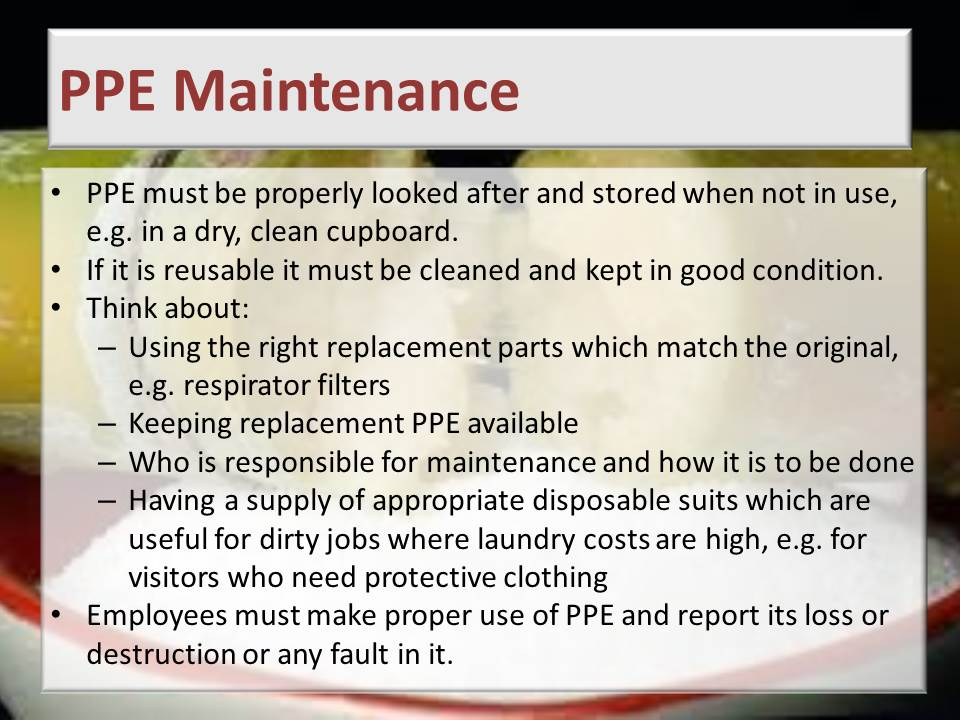 PPE Maintenance
• PPE must be properly looked after and stored when not in use,
e.g. in a dry, clean cupboard.
• If it is reusable it must be cleaned and kept in good condition.
• Think about:
– Using the right replacement parts which match the original,
e.g. respirator filters
– Keeping replacement PPE available
– Who is responsible for maintenance and how it is to be done
– Having a supply of appropriate disposable suits which are
useful for dirty jobs where laundry costs are high, e.g. for
visitors who need protective clothing
• Employees must make proper use of PPE and report its loss or
destruction or any fault in it.